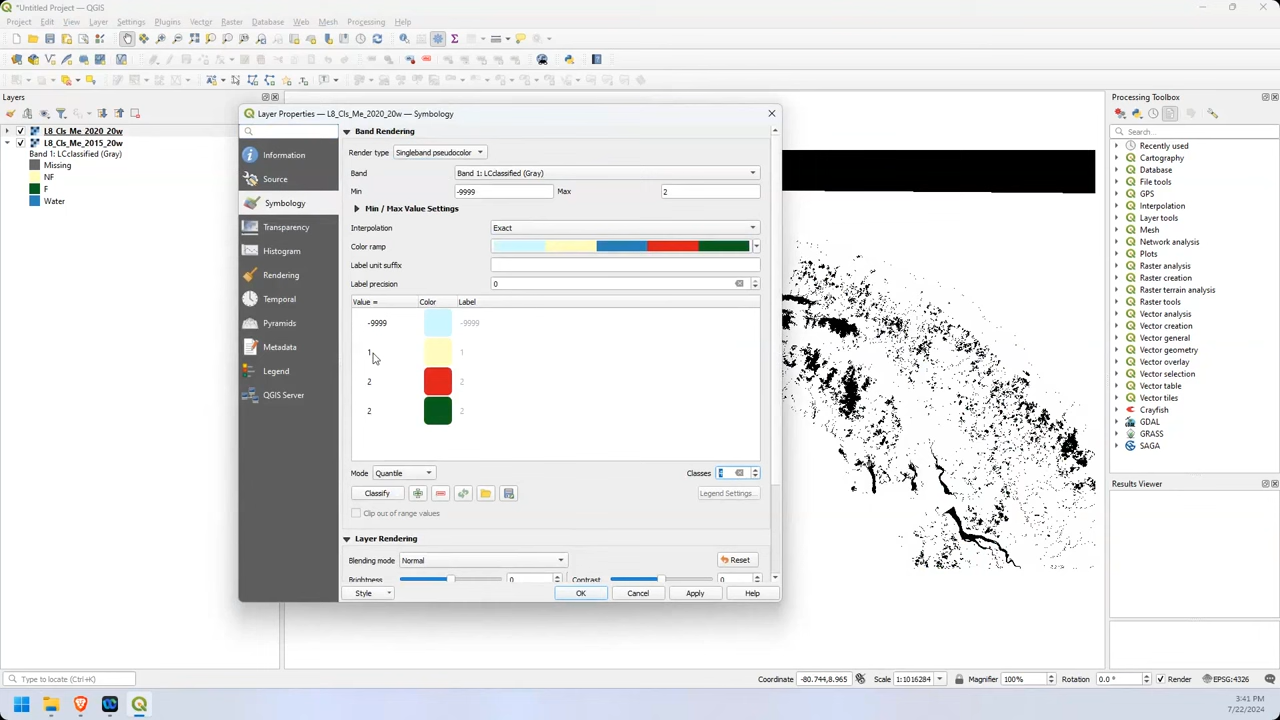 *Untitled Project — QGIS
Project Edit View Layer Settings Plugins Vector Raster Database Web Mesh Processing Help
Layers
L8_Cls_Me_2020_20w
L8_Cls_Me_2015_20w
Band 1: LCclassified (Gray)
Missing
NF
F
Water
Layer Properties — L8_Cls_Me_2020_20w — Symbology
Information
Source
Symbology
Transparency
Histogram
Rendering
Temporal
Pyramids
Metadata
Legend
QGIS Server
Band Rendering
Render type Singleband pseudocolor
Band Band 1: LCclassified (Gray)
Min -9999 Max 2
Min / Max Value Settings
Interpolation Exact
Color ramp
Label unit suffix
Label precision 0
Value = Color Label
-9999 -9999
1 1
2 2
2 2
Mode Quantile Classes
Classify Legend Settings...
Clip out of range values
Layer Rendering
Blending mode Normal Reset
Brightness 0 Contrast 0
Style OK Cancel Apply Help
Processing Toolbox
Search...
Recently used
Cartography
Database
File tools
GPS
Interpolation
Layer tools
Mesh
Network analysis
Plots
Raster analysis
Raster creation
Raster terrain analysis
Raster tools
Vector analysis
Vector creation
Vector general
Vector geometry
Vector overlay
Vector selection
Vector table
Vector tiles
Crayfish
GDAL
GRASS
SAGA
Results Viewer
Type to locate (Ctrl+K)
Coordinate -80.744,8.965 Scale 1:1016284 Magnifier 100% Rotation 0.0 ° Render EPSG:4326
3:41 PM
7/22/2024